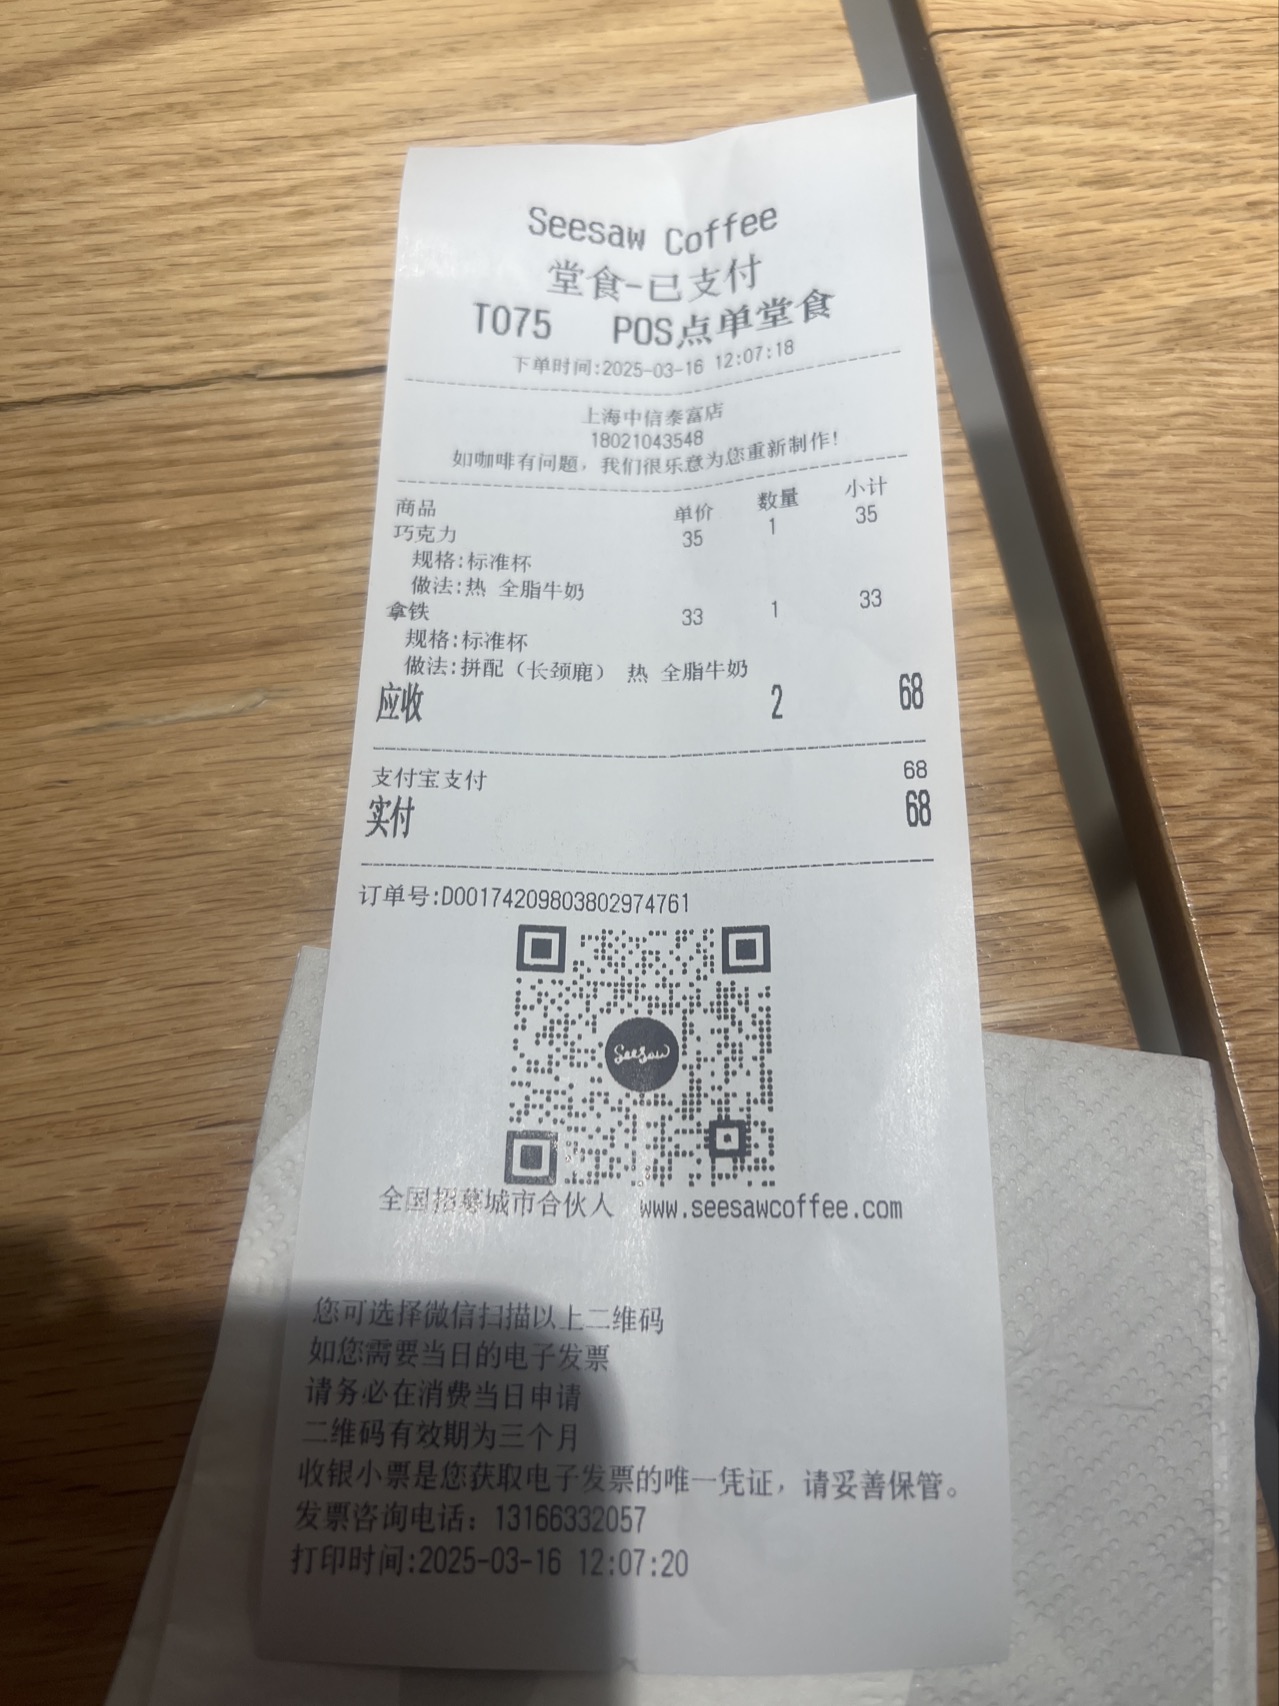 Seesaw Coffee
堂食-已支付
T075 POS点单堂食
下单时间:2025-03-16 12:07:18
上海中信泰富店
18021043548
如咖啡有问题，我们很乐意为您重新制作!
商品 单价 数量 小计
巧克力 35 1 35
规格:标准杯
做法:热 全脂牛奶
拿铁 33 1 33
规格:标准杯
做法:拼配（长颈鹿） 热 全脂牛奶
应收 2 68
支付宝支付 68
实付 68
订单号:D00174209803802974761
SeeSaw
全国招募城市合伙人 www.seesawcoffee.com
您可选择微信扫描以上二维码
如您需要当日的电子发票
请务必在消费当日申请
二维码有效期为三个月
收银小票是您获取电子发票的唯一凭证，请妥善保管。
发票咨询电话：13166332057
打印时间:2025-03-16 12:07:20